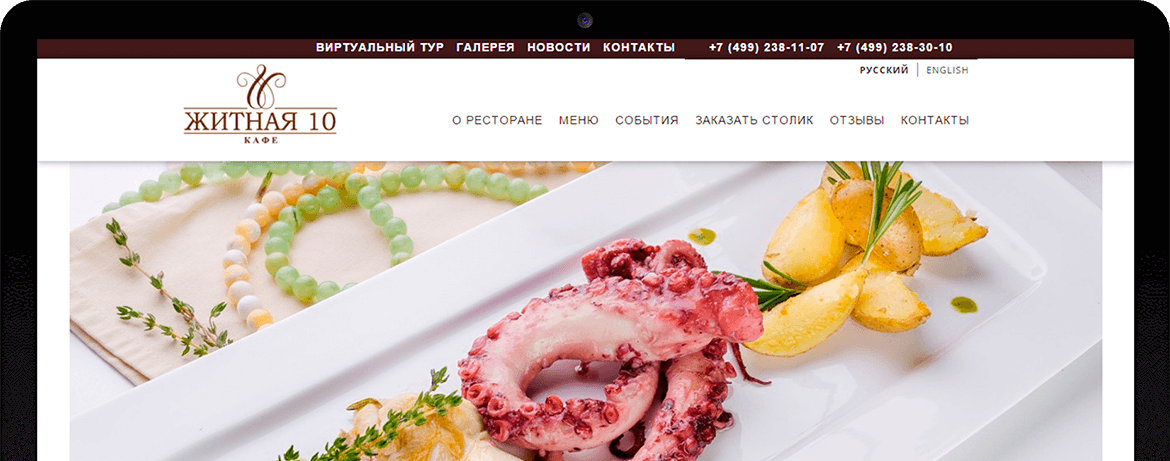 ВИРТУАЛЬНЫЙ ТУР ГАЛЕРЕЯ НОВОСТИ КОНТАКТЫ +7 (499) 238-11-07 +7 (499) 238-30-10
РУССКИЙ | ENGLISH
ЖИТНАЯ 10
КАФЕ
О РЕСТОРАНЕ МЕНЮ СОБЫТИЯ ЗАКАЗАТЬ СТОЛИК ОТЗЫВЫ КОНТАКТЫ